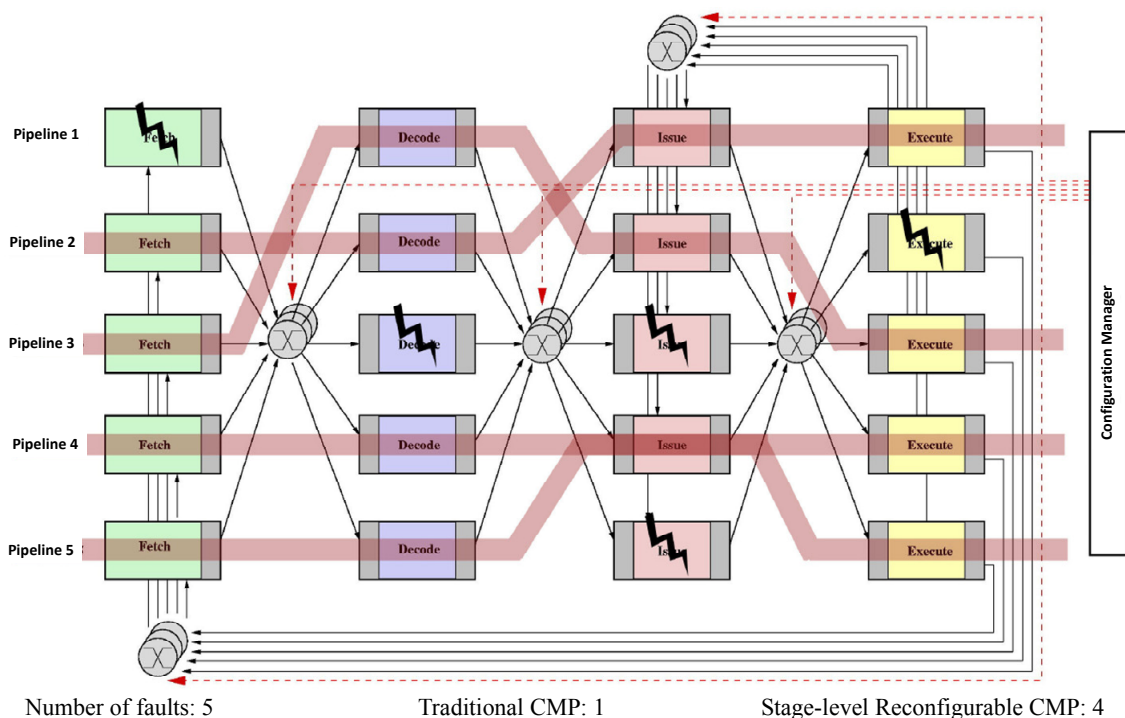 Pipeline 1 Fetch Decode Issue Execute
Pipeline 2 Fetch Decode Issue Execute
Pipeline 3 Fetch Decode Issue Execute
Pipeline 4 Fetch Decode Issue Execute
Pipeline 5 Fetch Decode Issue Execute
Configuration Manager
Number of faults: 5 Traditional CMP: 1 Stage-level Reconfigurable CMP: 4